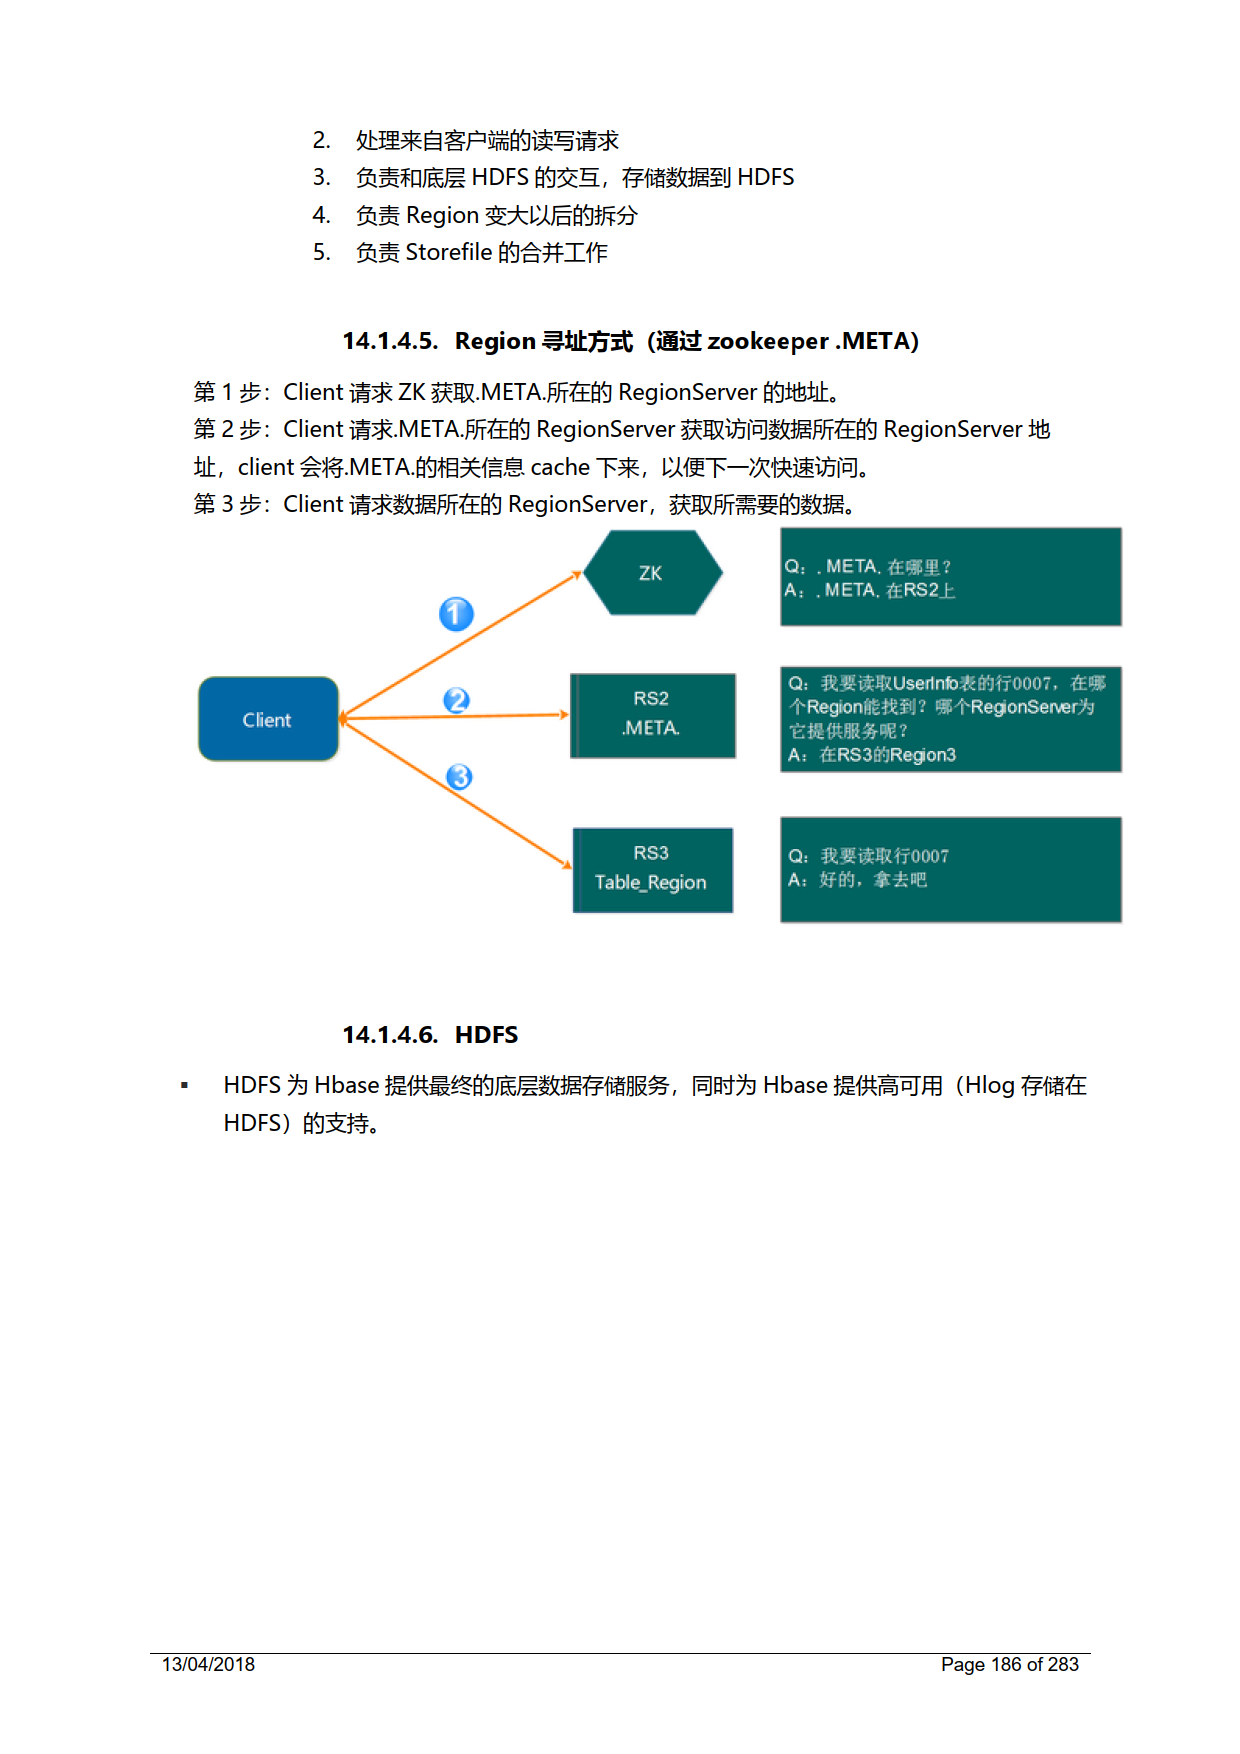 2. 处理来自客户端的读写请求
3. 负责和底层 HDFS 的交互，存储数据到 HDFS
4. 负责 Region 变大以后的拆分
5. 负责 Storefile 的合并工作
14.1.4.5. Region 寻址方式（通过 zookeeper .META）
第 1 步：Client 请求 ZK 获取.META.所在的 RegionServer 的地址。
第 2 步：Client 请求.META.所在的 RegionServer 获取访问数据所在的 RegionServer 地
址，client 会将.META.的相关信息 cache 下来，以便下一次快速访问。
第 3 步：Client 请求数据所在的 RegionServer，获取所需要的数据。
ZK
Q：.META.在哪里？
A：.META.在RS2上
1
Client
2
RS2
.META.
Q：我要读取UserInfo表的行0007，在哪
个Region能找到？哪个RegionServer为
它提供服务呢？
A：在RS3的Region3
3
RS3
Table_Region
Q：我要读取行0007
A：好的，拿去吧
14.1.4.6. HDFS
▪ HDFS 为 Hbase 提供最终的底层数据存储服务，同时为 Hbase 提供高可用（Hlog 存储在
HDFS）的支持。
13/04/2018 Page 186 of 283